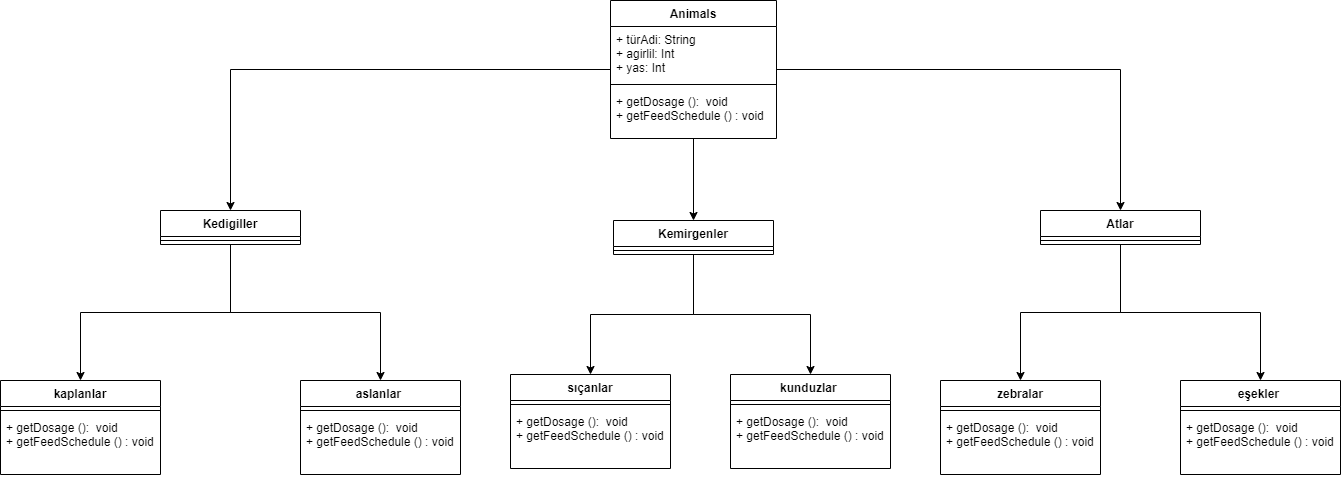 Animals
+ türAdi: String
+ agirlil: Int
+ yas: Int
+ getDosage (): void
+ getFeedSchedule () : void
Kedigiller
Kemirgenler
Atlar
kaplanlar
+ getDosage (): void
+ getFeedSchedule () : void
aslanlar
+ getDosage (): void
+ getFeedSchedule () : void
sıçanlar
+ getDosage (): void
+ getFeedSchedule () : void
kunduzlar
+ getDosage (): void
+ getFeedSchedule () : void
zebralar
+ getDosage (): void
+ getFeedSchedule () : void
eşekler
+ getDosage (): void
+ getFeedSchedule () : void